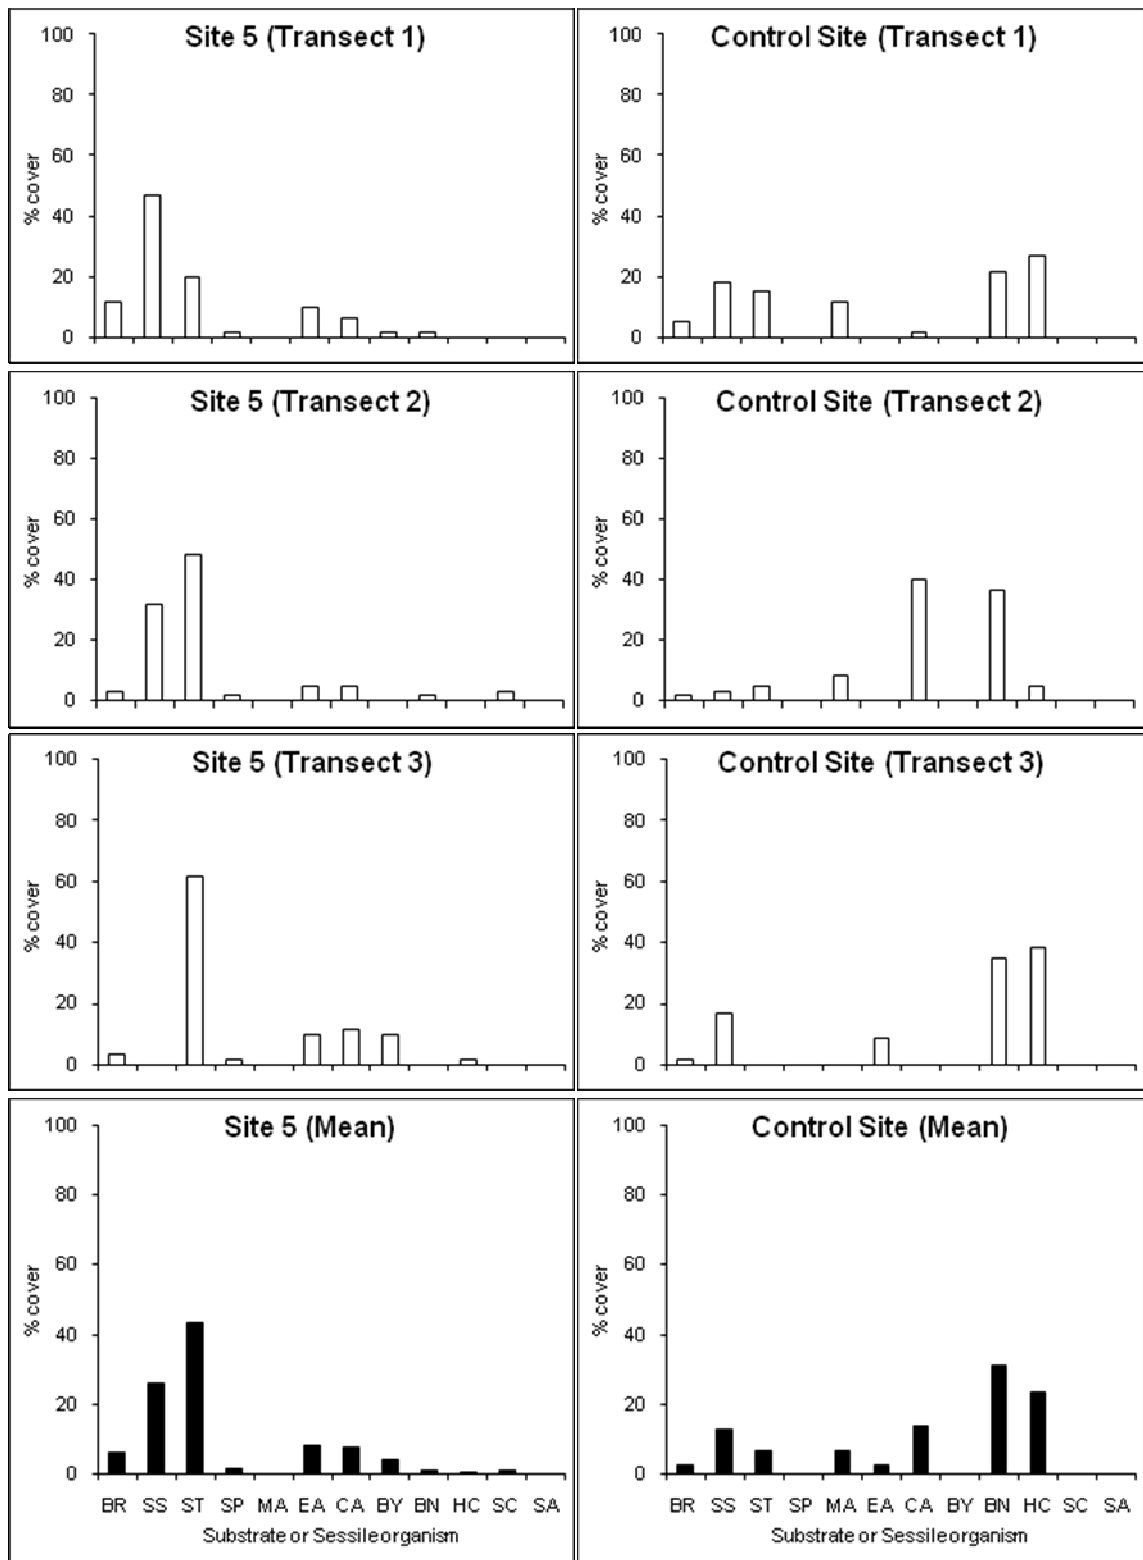 Site 5 (Transect 1)
% cover
100
80
60
40
20
0
Control Site (Transect 1)
% cover
100
80
60
40
20
0
Site 5 (Transect 2)
% cover
100
80
60
40
20
0
Control Site (Transect 2)
% cover
100
80
60
40
20
0
Site 5 (Transect 3)
% cover
100
80
60
40
20
0
Control Site (Transect 3)
% cover
100
80
60
40
20
0
Site 5 (Mean)
% cover
100
80
60
40
20
0
BR SS ST SP MA EA CA BY BN HC SC SA
Substrate or Sessile organism
Control Site (Mean)
% cover
100
80
60
40
20
0
BR SS ST SP MA EA CA BY BN HC SC SA
Substrate or Sessile organism